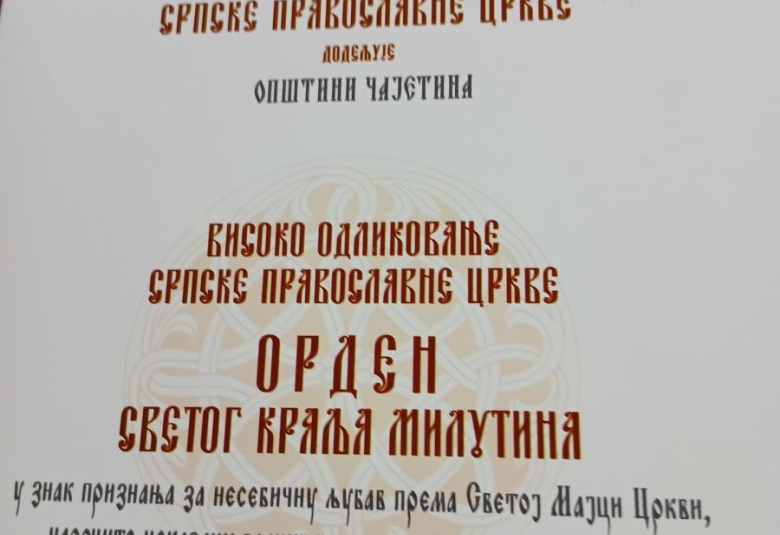 СРПСКЕ ПРАВОСЛАВНЕ ЦРКВЕ
ДОДЕЉУЈЕ
ОПШТИНИ ЧАЈЕТИНА
ВИСОКО ОДЛИКОВАЊЕ
СРПСКЕ ПРАВОСЛАВНЕ ЦРКВЕ
ОРДЕН
СВЕТОГ КРАЉА МИЛУТИНА
у знак признања за несебичну љубав према Светој Мајци Цркви,